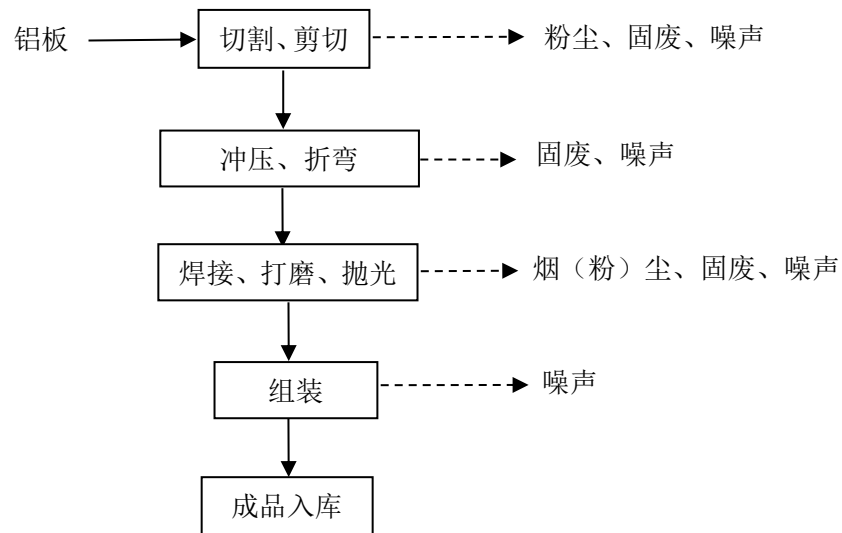 铝板
切割、剪切
粉尘、固废、噪声
冲压、折弯
固废、噪声
焊接、打磨、抛光
烟（粉）尘、固废、噪声
组装
噪声
成品入库